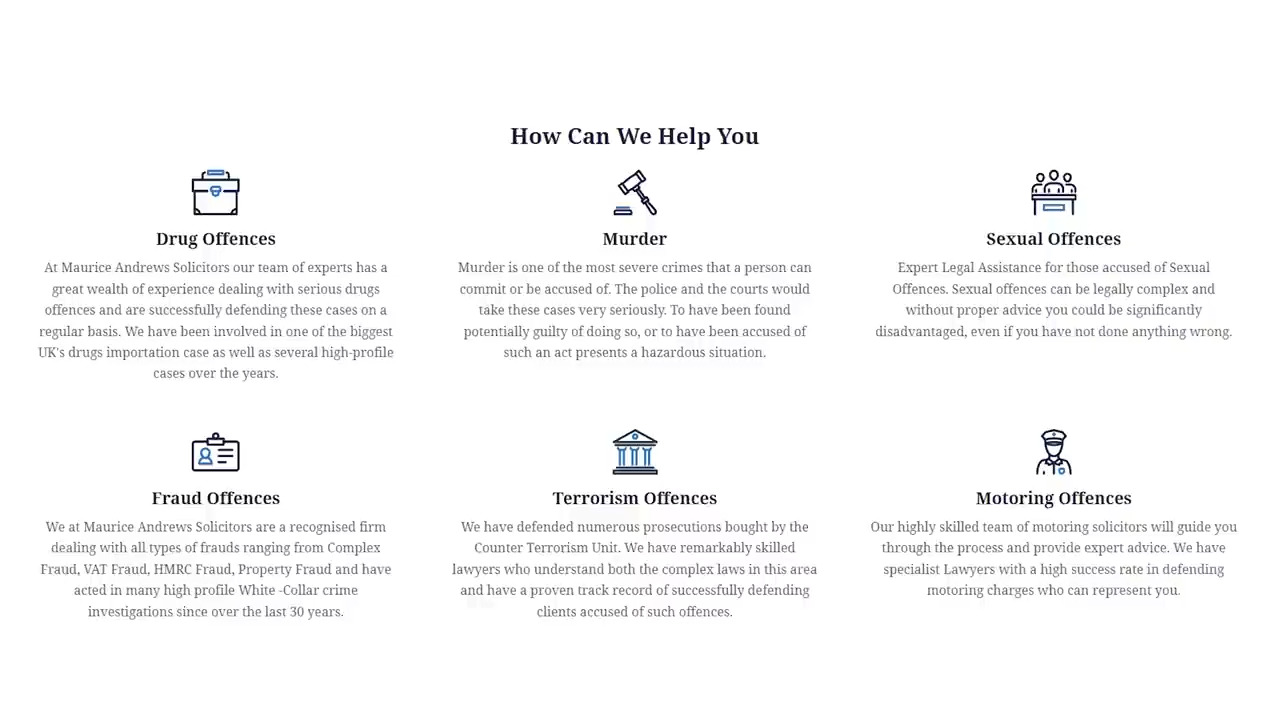 How Can We Help You
Drug Offences
At Maurice Andrews Solicitors our team of experts has a
great wealth of experience dealing with serious drugs
offences and are successfully defending these cases on a
regular basis. We have been involved in one of the biggest
UK's drugs importation case as well as several high-profile
cases over the years.
Murder
Murder is one of the most severe crimes that a person can
commit or be accused of. The police and the courts would
take these cases very seriously. To have been found
potentially guilty of doing so, or to have been accused of
such an act presents a hazardous situation.
Sexual Offences
Expert Legal Assistance for those accused of Sexual
Offences. Sexual offences can be legally complex and
without proper advice you could be significantly
disadvantaged, even if you have not done anything wrong.
Fraud Offences
We at Maurice Andrews Solicitors are a recognised firm
dealing with all types of frauds ranging from Complex
Fraud, VAT Fraud, HMRC Fraud, Property Fraud and have
acted in many high profile White -Collar crime
investigations since over the last 30 years.
Terrorism Offences
We have defended numerous prosecutions bought by the
Counter Terrorism Unit. We have remarkably skilled
lawyers who understand both the complex laws in this area
and have a proven track record of successfully defending
clients accused of such offences.
Motoring Offences
Our highly skilled team of motoring solicitors will guide you
through the process and provide expert advice. We have
specialist Lawyers with a high success rate in defending
motoring charges who can represent you.